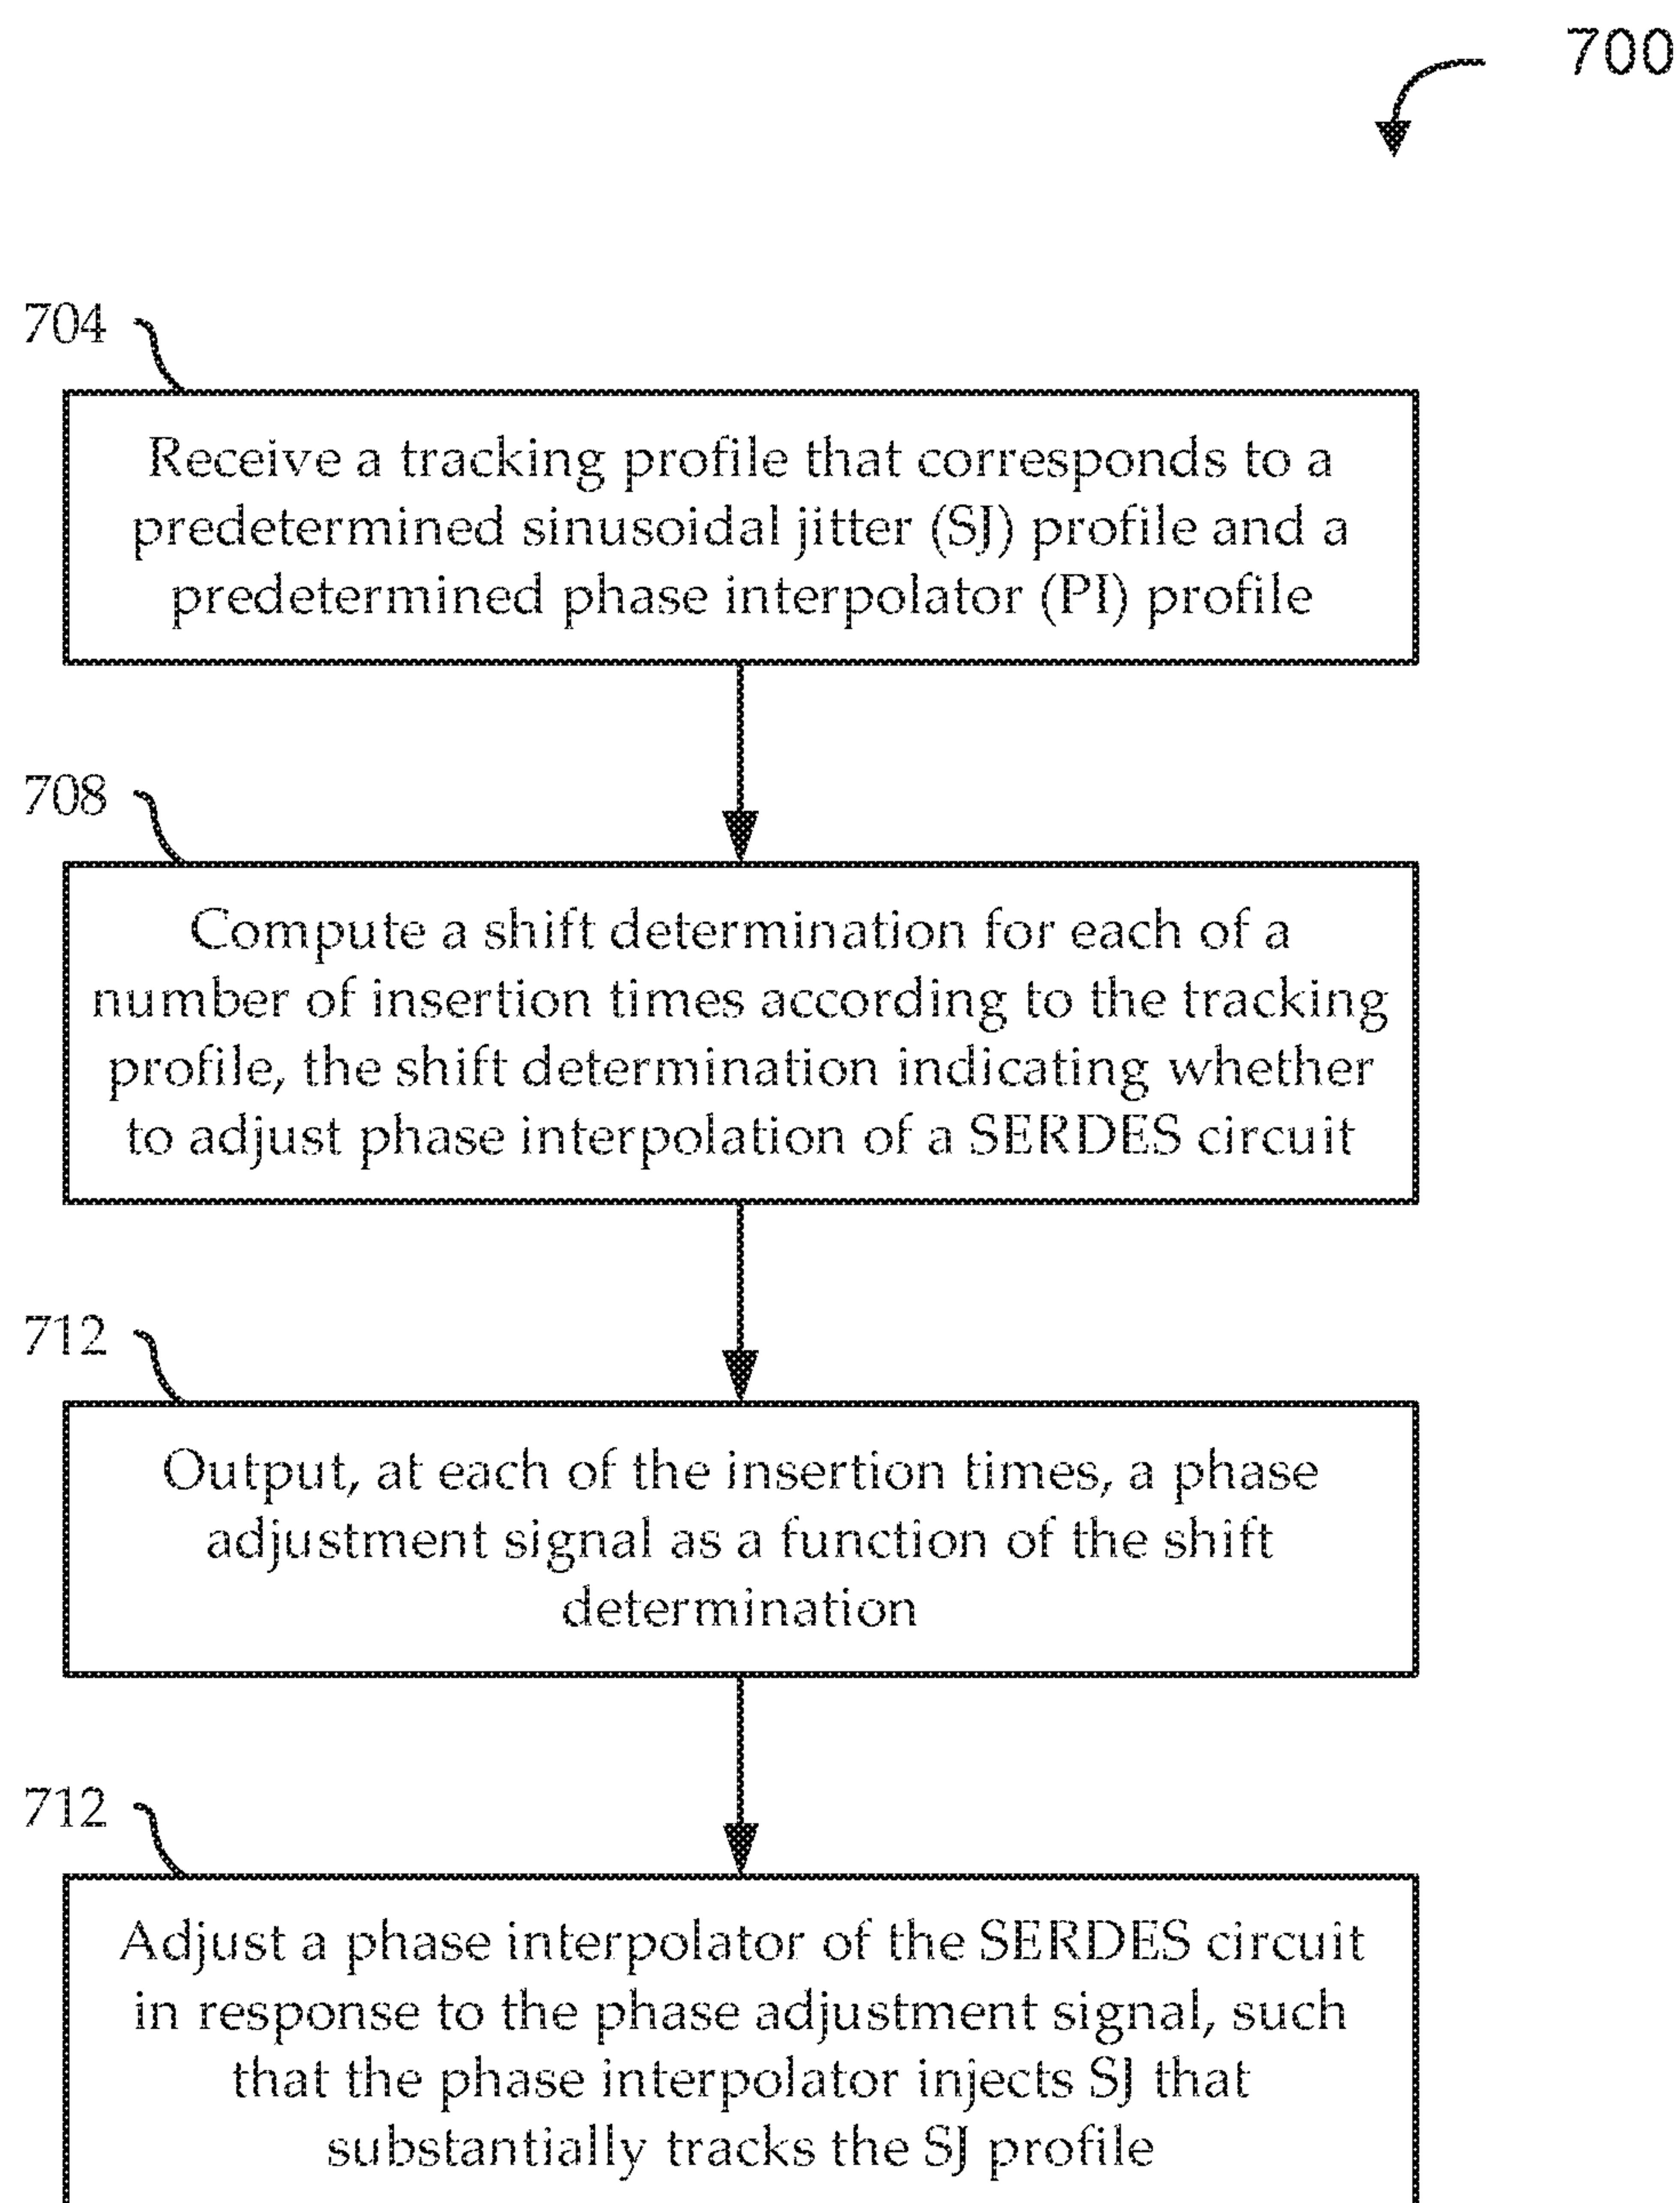 700
704
Receive a tracking profile that corresponds to a
predetermined sinusoidal jitter (SJ) profile and a
predetermined phase interpolator (PI) profile
708
Compute a shift determination for each of a
number of insertion times according to the tracking
profile, the shift determination indicating whether
to adjust phase interpolation of a SERDES circuit
712
Output, at each of the insertion times, a phase
adjustment signal as a function of the shift
determination
712
Adjust a phase interpolator of the SERDES circuit
in response to the phase adjustment signal, such
that the phase interpolator injects SJ that
substantially tracks the SJ profile